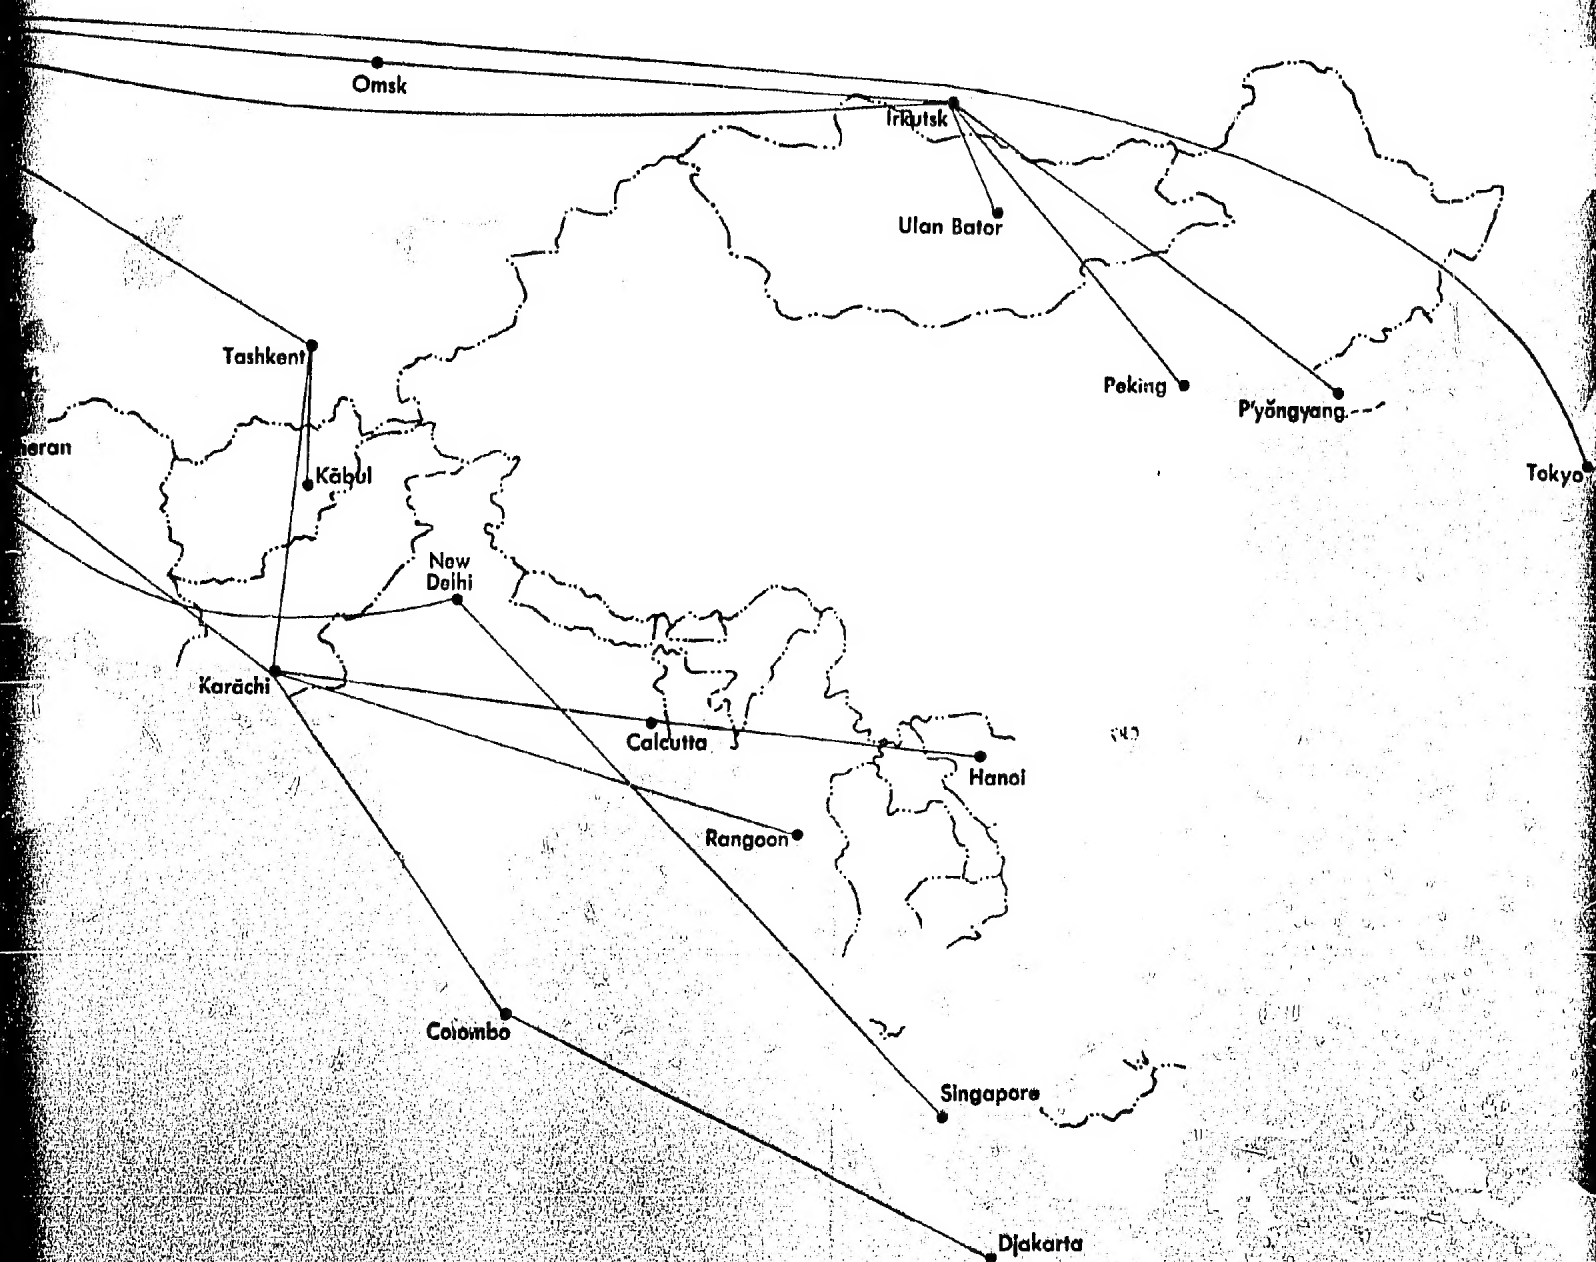 Omsk
Irkutsk
Ulan Bator
Tashkent
Peking
P'yŏngyang
Kābul
Tokyo
New
Delhi
Karāchi
Calcutta
Hanoi
Rangoon
Colombo
Singapore
Djakarta